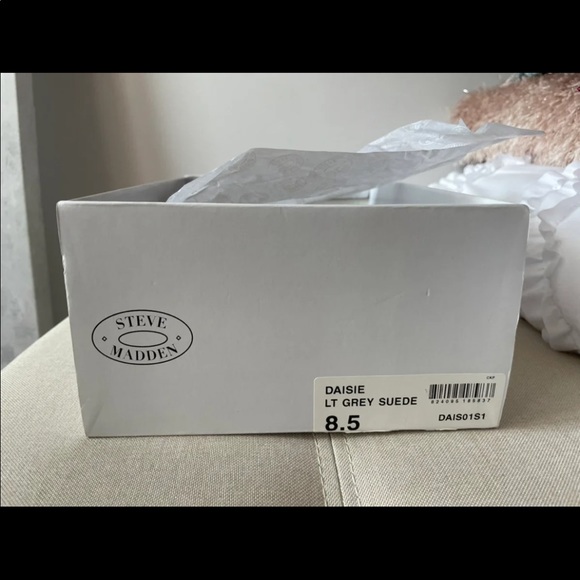 STEVE
MADDEN
DAISIE
LT GREY SUEDE
8.5
DAIS01S1